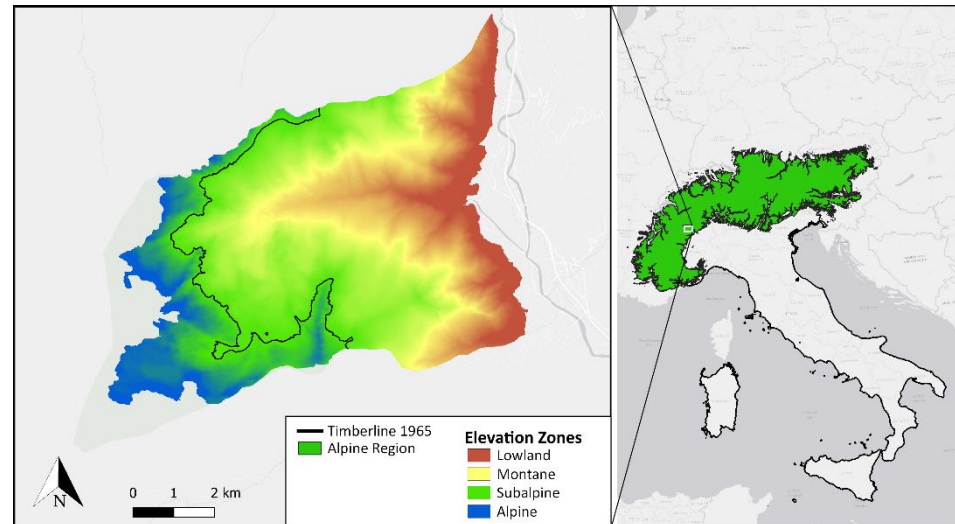 Timberline 1965
Alpine Region
Elevation Zones
Lowland
Montane
Subalpine
Alpine
N
0 1 2 km